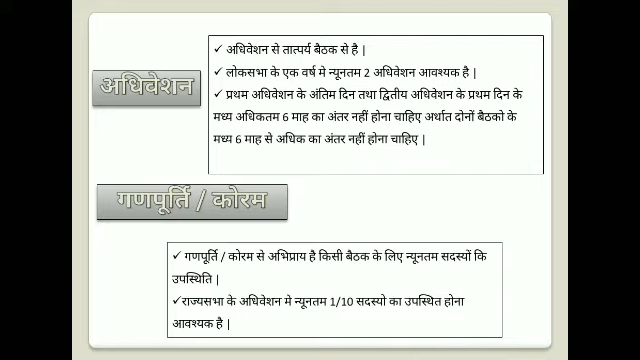 अधिवेशन
✓ अधिवेशन से तात्पर्य बैठक से है |
✓ लोकसभा के एक वर्ष मे न्यूनतम 2 अधिवेशन आवश्यक है |
✓ प्रथम अधिवेशन के अंतिम दिन तथा द्वितीय अधिवेशन के प्रथम दिन के
मध्य अधिकतम 6 माह का अंतर नहीं होना चाहिए अर्थात दोनों बैठको के
मध्य 6 माह से अधिक का अंतर नहीं होना चाहिए |
गणपूर्ति / कोरम
✓ गणपूर्ति / कोरम से अभिप्राय है किसी बैठक के लिए न्यूनतम सदस्यों कि
उपस्थिति |
✓राज्यसभा के अधिवेशन मे न्यूनतम 1/10 सदस्यो का उपस्थित होना
आवश्यक है |